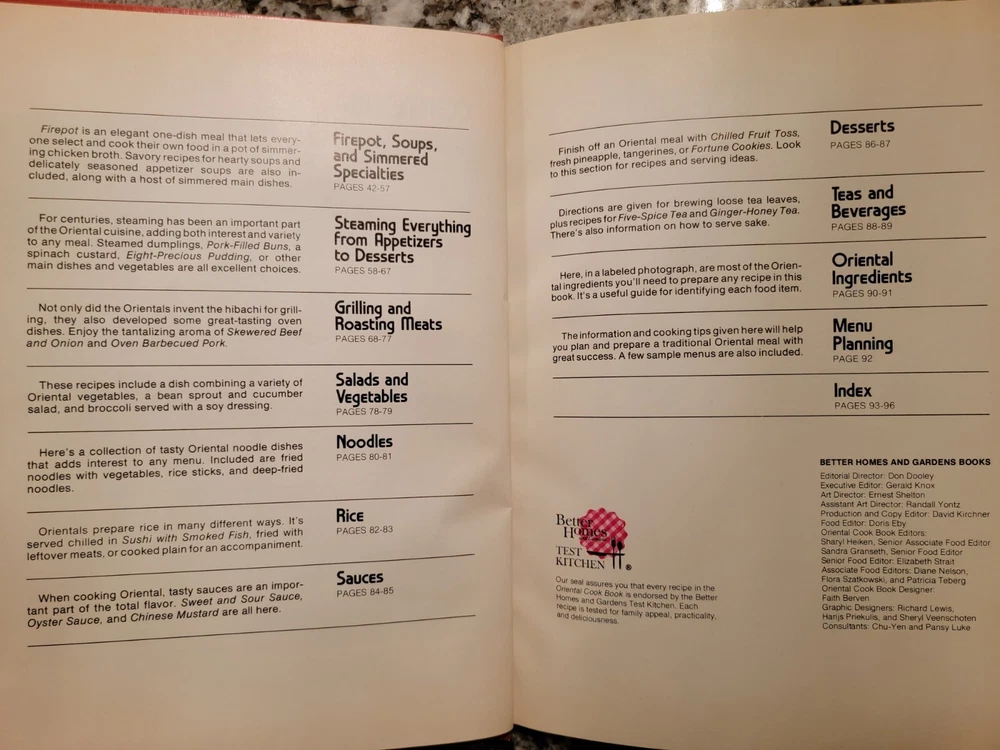 Firepot is an elegant one-dish meal that lets every-
one select and cook their own food in a pot of simmer-
ing chicken broth. Savory recipes for hearty soups and
delicately seasoned appetizer soups are also in-
cluded, along with a host of simmered main dishes.
Firepot, Soups,
and Simmered
Specialties
PAGES 42-57
For centuries, steaming has been an important part
of the Oriental cuisine, adding both interest and variety
to any meal. Steamed dumplings, Pork-Filled Buns, a
spinach custard, Eight-Precious Pudding, or other
main dishes and vegetables are all excellent choices.
Steaming Everything
from Appetizers
to Desserts
PAGES 58-67
Not only did the Orientals invent the hibachi for grill-
ing, they also developed some great-tasting oven
dishes. Enjoy the tantalizing aroma of Skewered Beef
and Onion and Oven Barbecued Pork.
Grilling and
Roasting Meats
PAGES 68-77
These recipes include a dish combining a variety of
Oriental vegetables, a bean sprout and cucumber
salad, and broccoli served with a soy dressing.
Salads and
Vegetables
PAGES 78-79
Here's a collection of tasty Oriental noodle dishes
that adds interest to any menu. Included are fried
noodles with vegetables, rice sticks, and deep-fried
noodles.
Noodles
PAGES 80-81
Orientals prepare rice in many different ways. It's
served chilled in Sushi with Smoked Fish, fried with
leftover meats, or cooked plain for an accompaniment.
Rice
PAGES 82-83
When cooking Oriental, tasty sauces are an impor-
tant part of the total flavor. Sweet and Sour Sauce,
Oyster Sauce, and Chinese Mustard are all here.
Sauces
PAGES 84-85
Finish off an Oriental meal with Chilled Fruit Toss,
fresh pineapple, tangerines, or Fortune Cookies. Look
to this section for recipes and serving ideas.
Desserts
PAGES 86-87
Directions are given for brewing loose tea leaves,
plus recipes for Five-Spice Tea and Ginger-Honey Tea.
There's also information on how to serve sake.
Teas and
Beverages
PAGES 88-89
Here, in a labeled photograph, are most of the Orien-
tal ingredients you'll need to prepare any recipe in this
book. It's a useful guide for identifying each food item.
Oriental
Ingredients
PAGES 90-91
The information and cooking tips given here will help
you plan and prepare a traditional Oriental meal with
great success. A few sample menus are also included.
Menu
Planning
PAGE 92
Index
PAGES 93-96
Better
Homes
TEST
KITCHEN ®
Our seal assures you that every recipe in the
Oriental Cook Book is endorsed by the Better
Homes and Gardens Test Kitchen. Each
recipe is tested for family appeal, practicality,
and deliciousness.
BETTER HOMES AND GARDENS BOOKS
Editorial Director: Don Dooley
Executive Editor: Gerald Knox
Art Director: Ernest Shelton
Assistant Art Director: Randall Yontz
Production and Copy Editor: David Kirchner
Food Editor: Doris Eby
Oriental Cook Book Editors:
Sharyl Heiken, Senior Associate Food Editor
Sandra Granseth, Senior Food Editor
Senior Food Editor: Elizabeth Strait
Associate Food Editors: Diane Nelson,
Flora Szatkowski, and Patricia Teberg
Oriental Cook Book Designer:
Faith Berven
Graphic Designers: Richard Lewis,
Harijs Priekulis, and Sheryl Veenschoten
Consultants: Chu-Yen and Pansy Luke